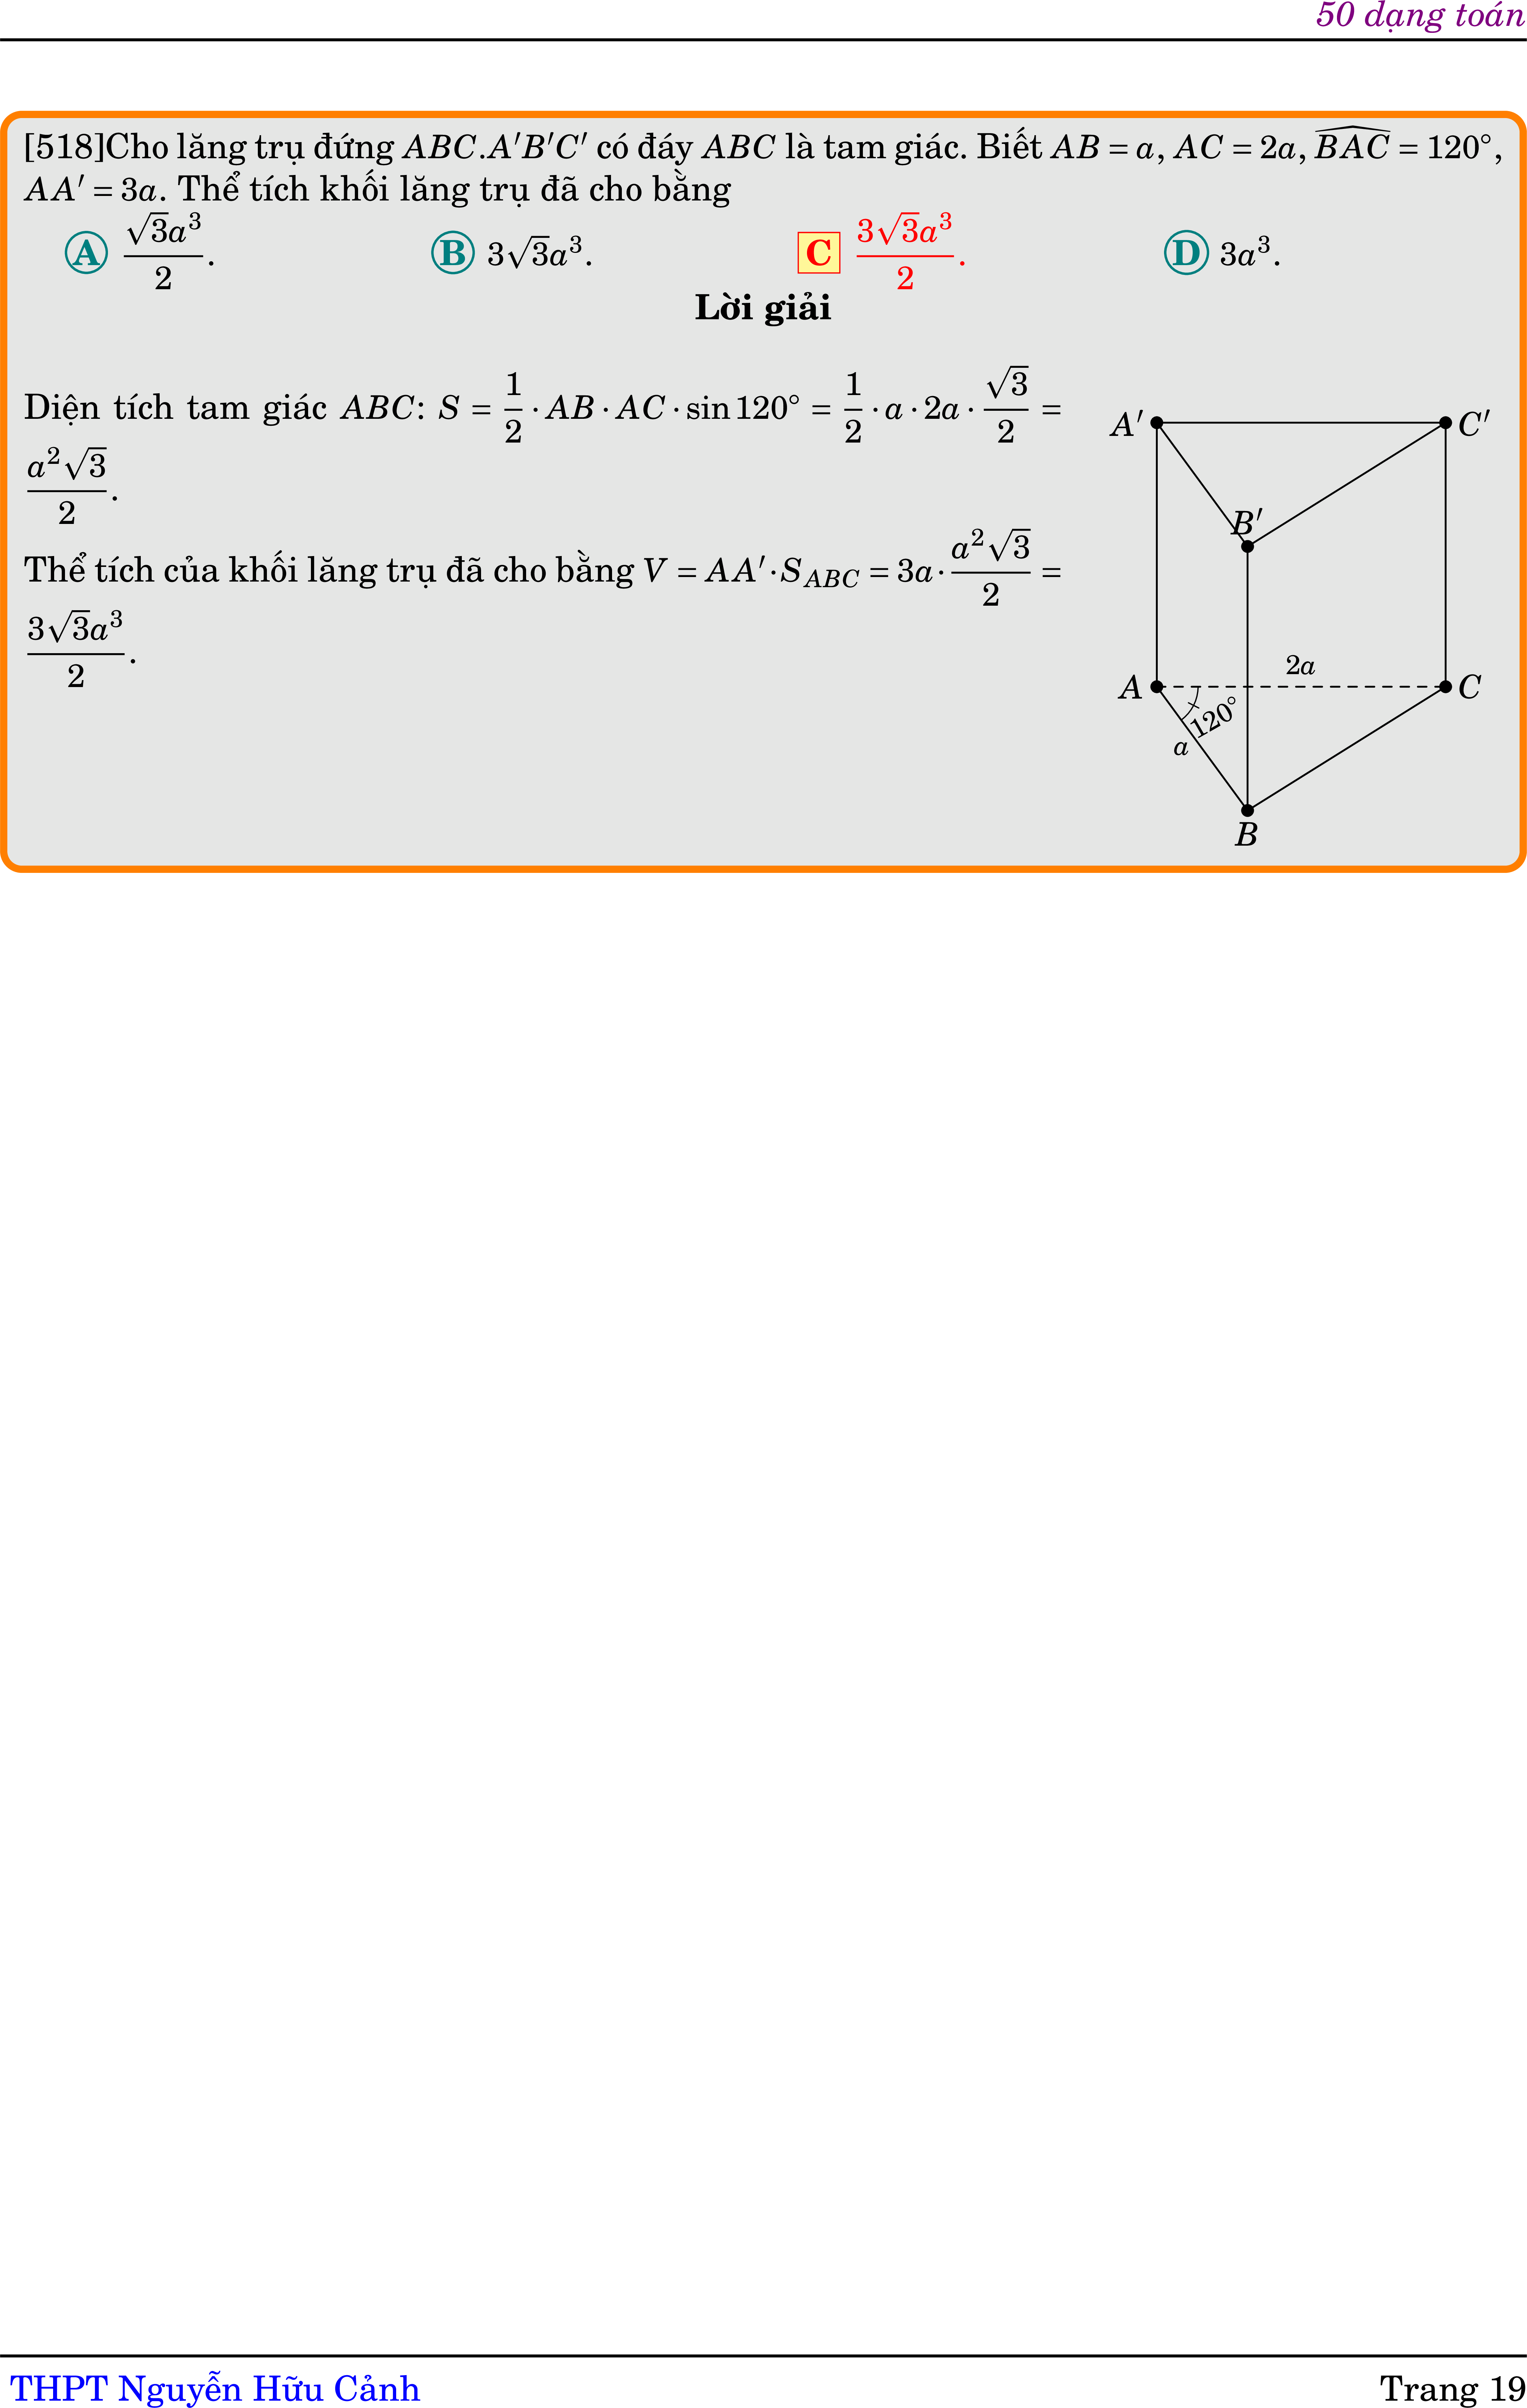 50 dạng toán
[518]Cho lăng trụ đứng ABC.A′B′C′ có đáy ABC là tam giác. Biết AB = a, AC = 2a, $\widehat{BAC}$ = 120°,
AA′ = 3a. Thể tích khối lăng trụ đã cho bằng
A $\frac{\sqrt{3}a^3}{2}$. B $3\sqrt{3}a^3$. C $\frac{3\sqrt{3}a^3}{2}$. D $3a^3$.
Lời giải
Diện tích tam giác ABC: $S = \frac{1}{2} \cdot AB \cdot AC \cdot \sin 120° = \frac{1}{2} \cdot a \cdot 2a \cdot \frac{\sqrt{3}}{2} =$
$\frac{a^2\sqrt{3}}{2}$.
Thể tích của khối lăng trụ đã cho bằng $V = AA′ \cdot S_{ABC} = 3a \cdot \frac{a^2\sqrt{3}}{2} =$
$\frac{3\sqrt{3}a^3}{2}$.
A′
C′
B′
2a
A
C
120°
a
B
THPT Nguyễn Hữu Cảnh
Trang 19